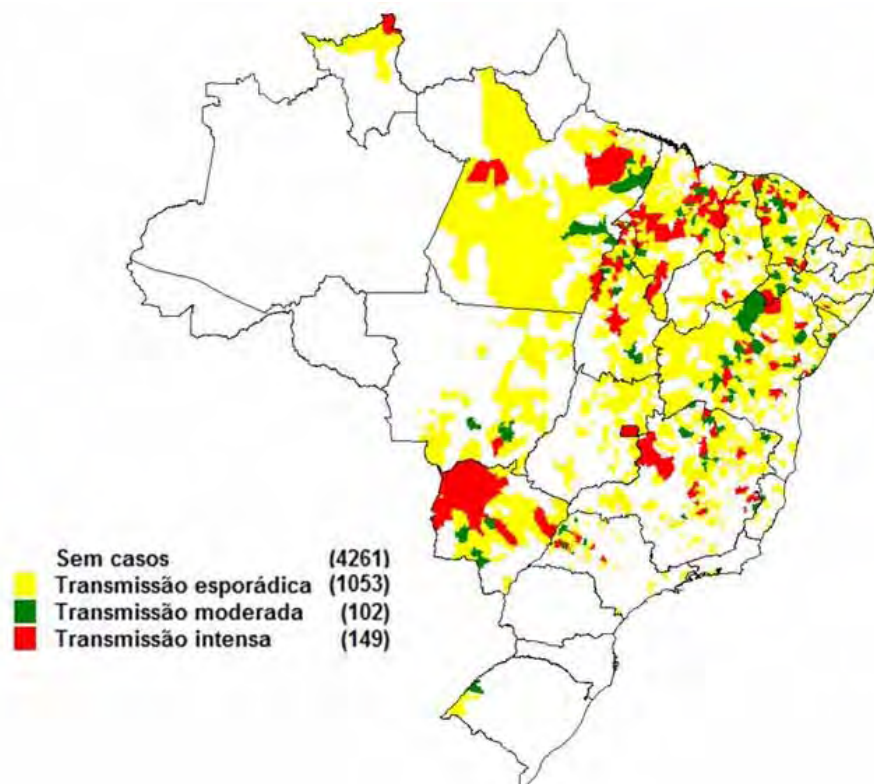 Sem casos (4261)
Transmissão esporádica (1053)
Transmissão moderada (102)
Transmissão intensa (149)